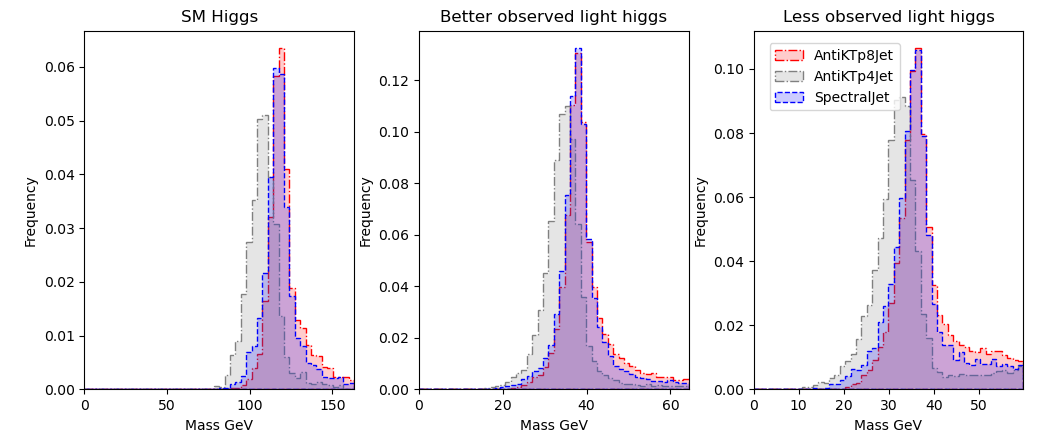 SM Higgs
Frequency
0.06
0.05
0.04
0.03
0.02
0.01
0.00
0 50 100 150
Mass GeV
Better observed light higgs
Frequency
0.12
0.10
0.08
0.06
0.04
0.02
0.00
0 20 40 60
Mass GeV
Less observed light higgs
AntiKTp8Jet
AntiKTp4Jet
SpectralJet
Frequency
0.10
0.08
0.06
0.04
0.02
0.00
0 10 20 30 40 50
Mass GeV